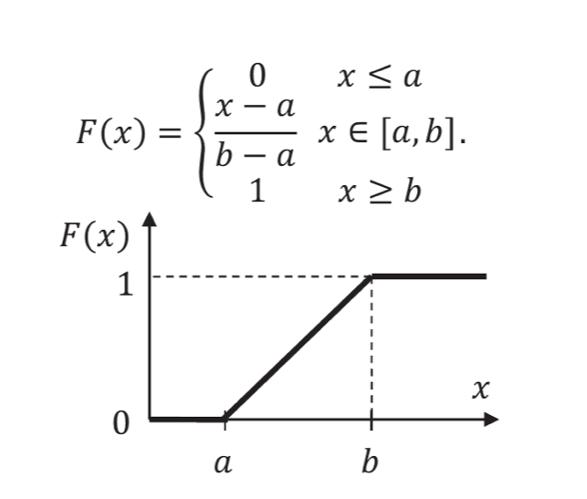 0 x ≤ a
F(x) = { (x − a)/(b − a) x ∈ [a, b].
1 x ≥ b
F(x)
1
x
0
a b